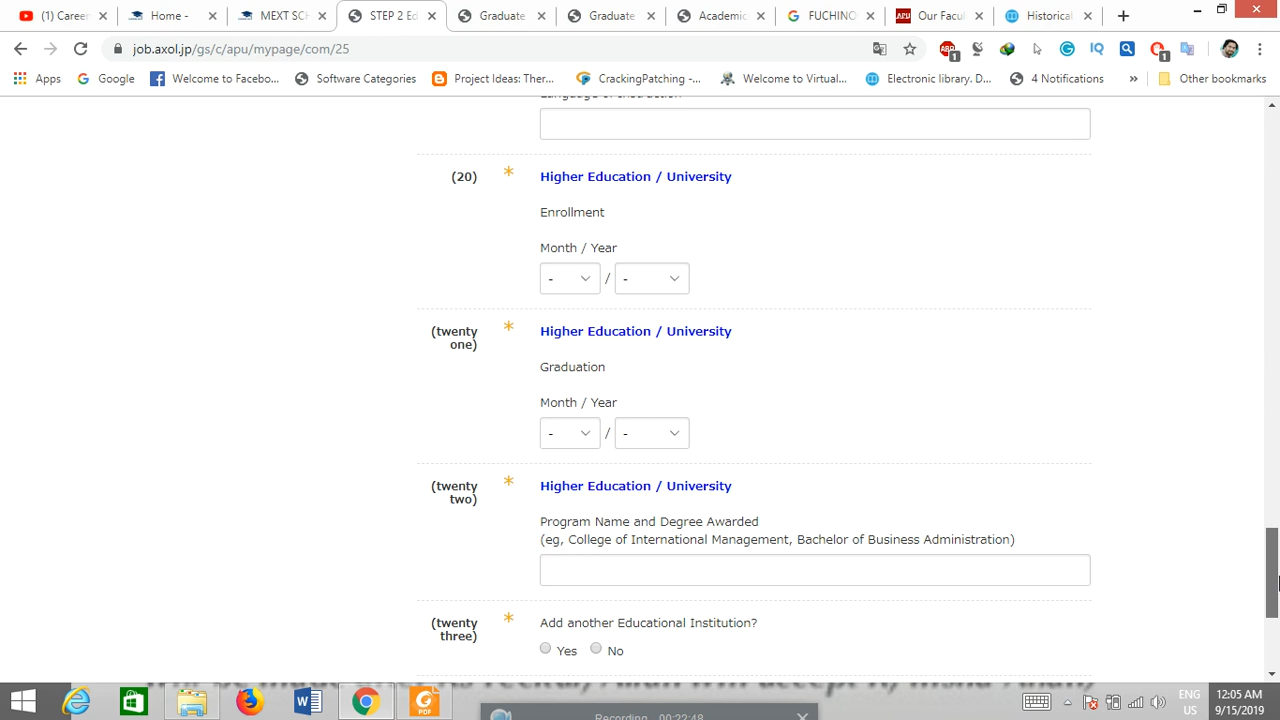 (1) Career
Home -
MEXT SCH
STEP 2 Ed
Graduate
Graduate
Academic
FUCHINO
Our Facul
Historical
job.axol.jp/gs/c/apu/mypage/com/25
Apps
Google
Welcome to Facebo...
Software Categories
Project Ideas: Ther...
CrackingPatching -...
Welcome to Virtual...
Electronic library. D...
4 Notifications
»
Other bookmarks
(20)
*
Higher Education / University
Enrollment
Month / Year
- / -
(twenty one)
*
Higher Education / University
Graduation
Month / Year
- / -
(twenty two)
*
Higher Education / University
Program Name and Degree Awarded
(eg, College of International Management, Bachelor of Business Administration)
(twenty three)
*
Add another Educational Institution?
Yes No
ENG
US
12:05 AM
9/15/2019
Recording 00:22:48